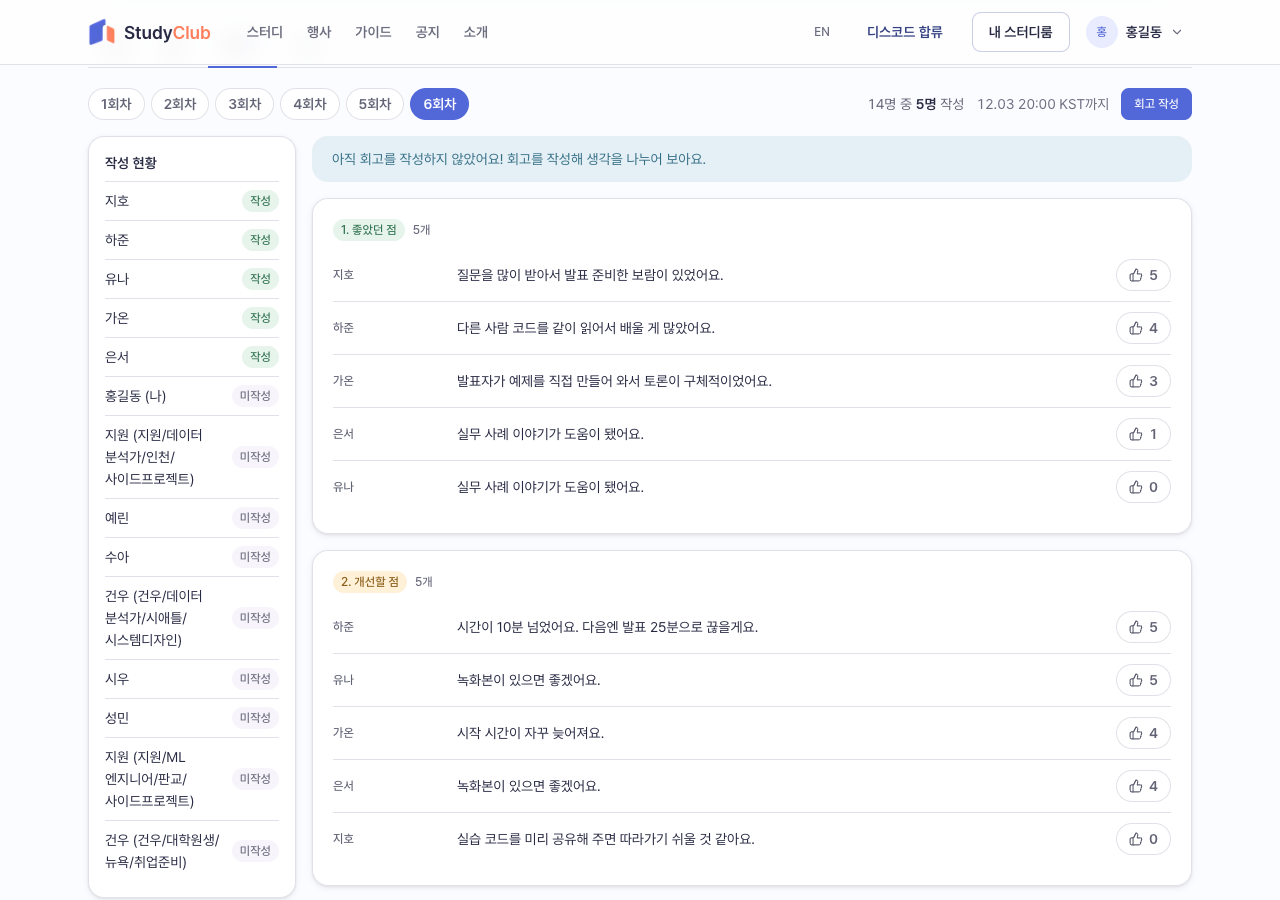 StudyClub 스터디 행사 가이드 공지 소개 EN 디스코드 합류 내 스터디룸 홍 홍길동
1회차 2회차 3회차 4회차 5회차 6회차 14명 중 5명 작성 12.03 20:00 KST까지 회고 작성
작성 현황
지호 작성
하준 작성
유나 작성
가온 작성
은서 작성
홍길동 (나) 미작성
지원 (지원/데이터
분석가/인천/
사이드프로젝트) 미작성
예린 미작성
수아 미작성
건우 (건우/데이터
분석가/시애틀/
시스템디자인) 미작성
시우 미작성
성민 미작성
지원 (지원/ML
엔지니어/판교/
사이드프로젝트) 미작성
건우 (건우/대학원생/
뉴욕/취업준비) 미작성
아직 회고를 작성하지 않았어요! 회고를 작성해 생각을 나누어 보아요.
1. 좋았던 점 5개
지호 질문을 많이 받아서 발표 준비한 보람이 있었어요. 5
하준 다른 사람 코드를 같이 읽어서 배울 게 많았어요. 4
가온 발표자가 예제를 직접 만들어 와서 토론이 구체적이었어요. 3
은서 실무 사례 이야기가 도움이 됐어요. 1
유나 실무 사례 이야기가 도움이 됐어요. 0
2. 개선할 점 5개
하준 시간이 10분 넘었어요. 다음엔 발표 25분으로 끊을게요. 5
유나 녹화본이 있으면 좋겠어요. 5
가온 시작 시간이 자꾸 늦어져요. 4
은서 녹화본이 있으면 좋겠어요. 4
지호 실습 코드를 미리 공유해 주면 따라가기 쉬울 것 같아요. 0